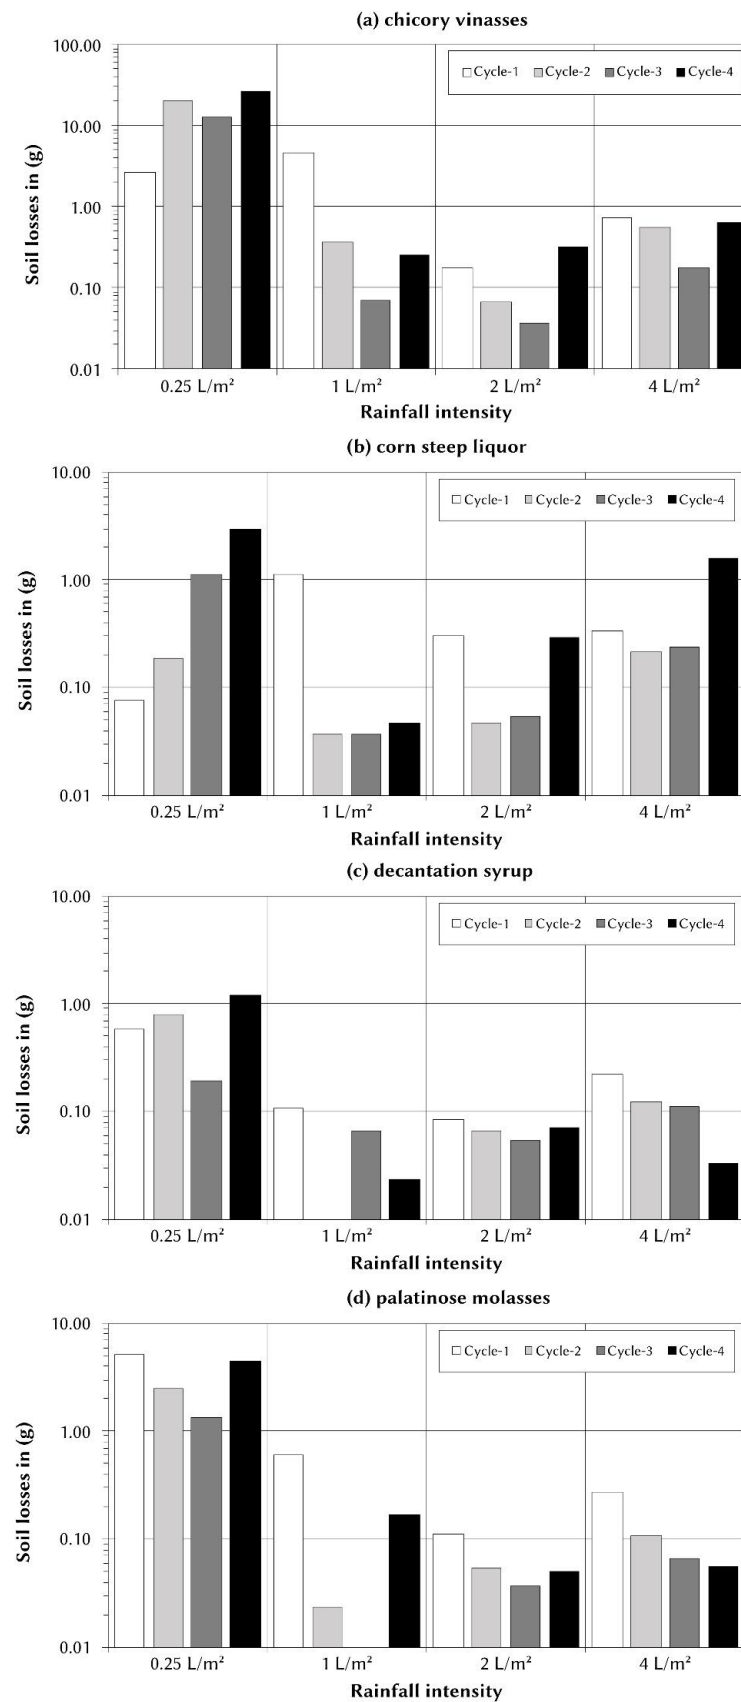 (a) chicory vinasses
100.00
Cycle-1 Cycle-2 Cycle-3 Cycle-4
10.00
Soil losses in (g)
1.00
0.10
0.01
0.25 L/m² 1 L/m² 2 L/m² 4 L/m²
Rainfall intensity
(b) corn steep liquor
10.00
Cycle-1 Cycle-2 Cycle-3 Cycle-4
1.00
Soil losses in (g)
0.10
0.01
0.25 L/m² 1 L/m² 2 L/m² 4 L/m²
Rainfall intensity
(c) decantation syrup
10.00
Cycle-1 Cycle-2 Cycle-3 Cycle-4
1.00
Soil losses in (g)
0.10
0.01
0.25 L/m² 1 L/m² 2 L/m² 4 L/m²
Rainfall intensity
(d) palatinose molasses
10.00
Cycle-1 Cycle-2 Cycle-3 Cycle-4
1.00
Soil losses in (g)
0.10
0.01
0.25 L/m² 1 L/m² 2 L/m² 4 L/m²
Rainfall intensity